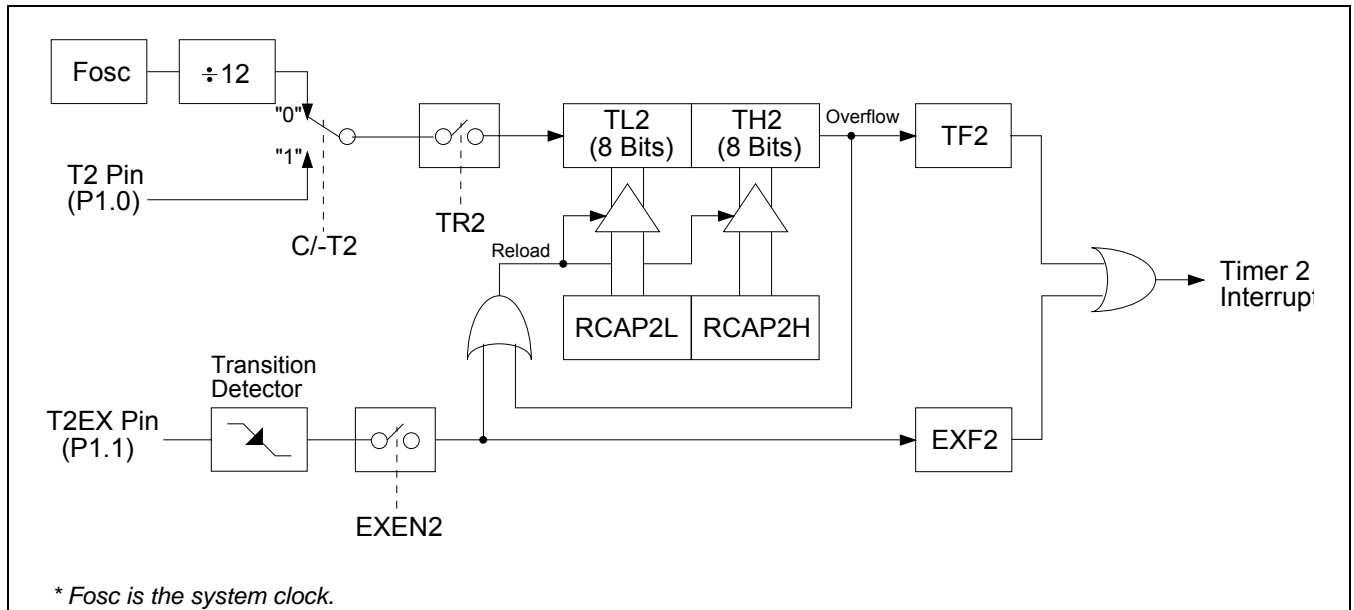 Fosc
÷12
"0"
"1"
T2 Pin
(P1.0)
C/-T2
TR2
TL2
(8 Bits)
TH2
(8 Bits)
Overflow
TF2
Reload
RCAP2L
RCAP2H
Timer 2
Interrupt
Transition
Detector
T2EX Pin
(P1.1)
EXEN2
EXF2
* Fosc is the system clock.